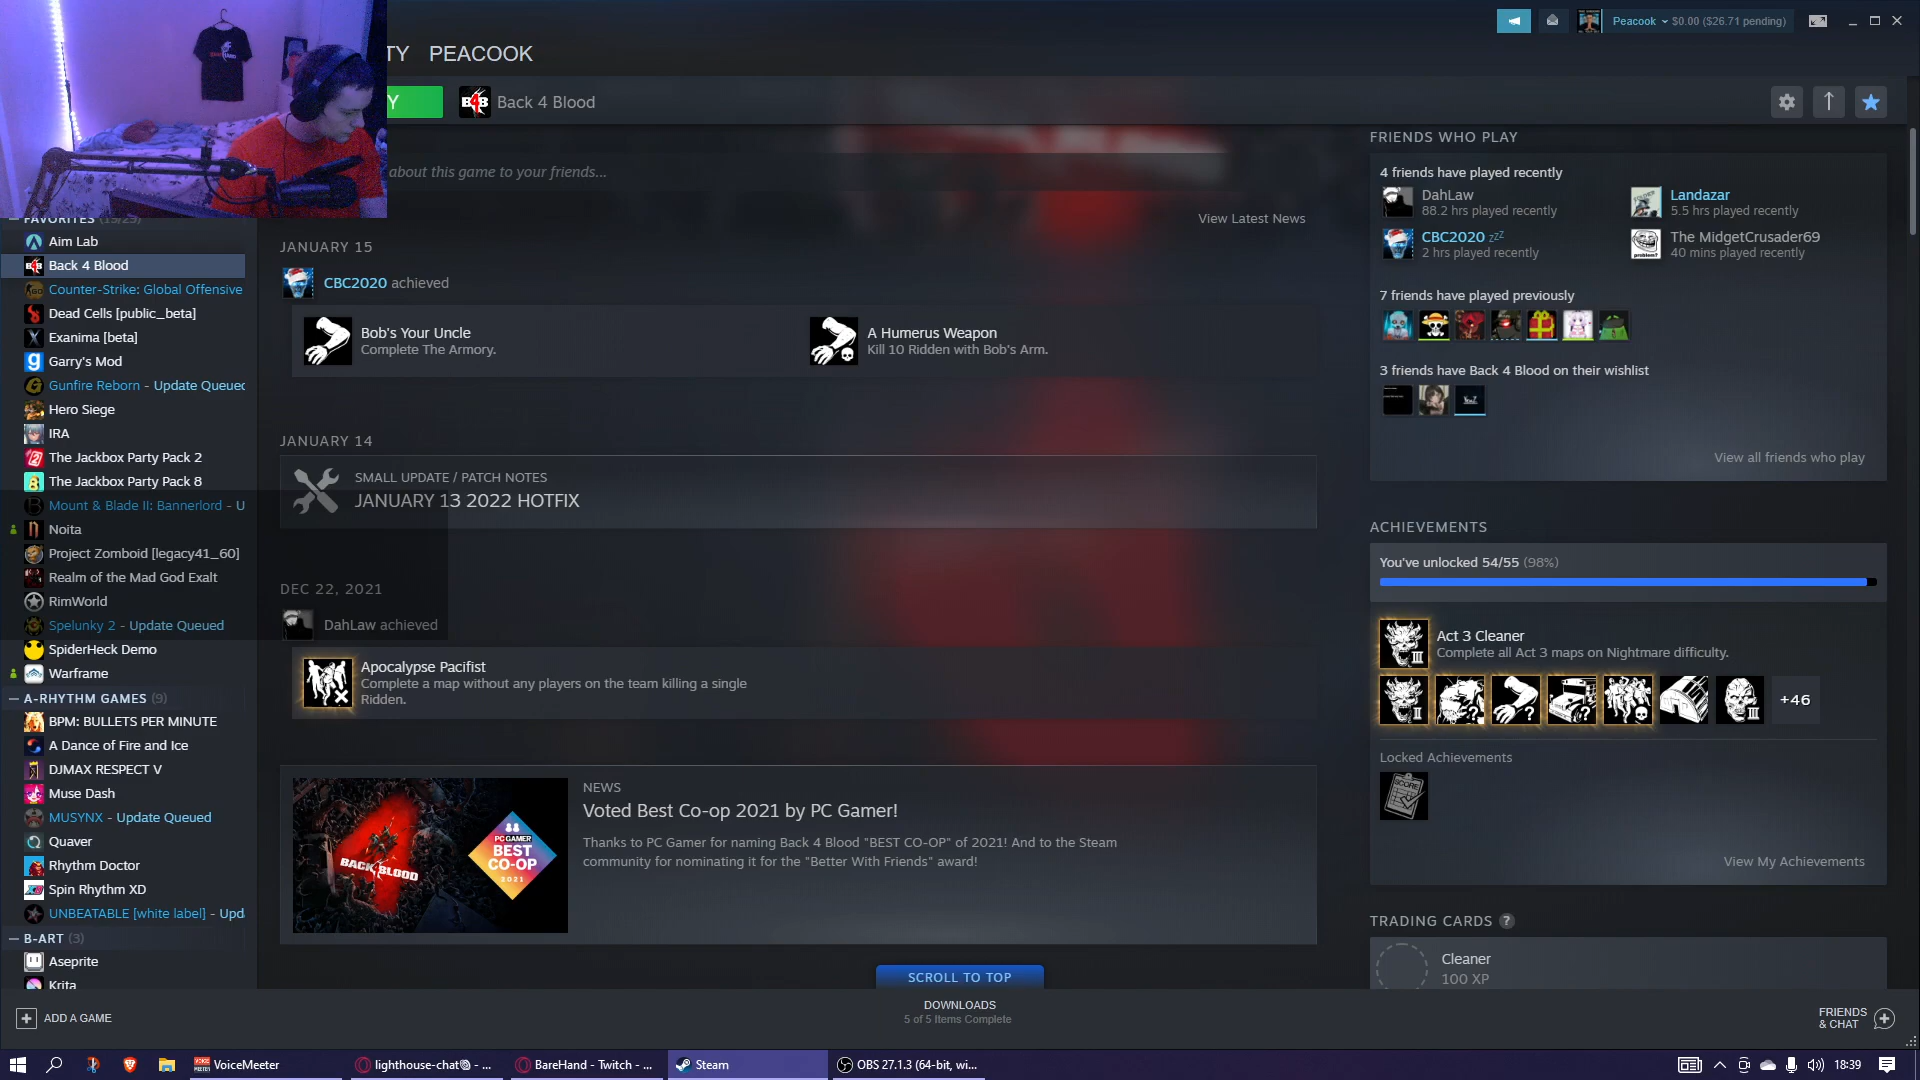 Peacook $0.00 ($26.71 pending)
TY PEACOOK
Y
B4B Back 4 Blood
about this game to your friends...
View Latest News
FAVORITES
Aim Lab
Back 4 Blood
Counter-Strike: Global Offensive
Dead Cells [public_beta]
Exanima [beta]
Garry's Mod
Gunfire Reborn - Update Queued
Hero Siege
IRA
The Jackbox Party Pack 2
The Jackbox Party Pack 8
Mount & Blade II: Bannerlord - U
Noita
Project Zomboid [legacy41_60]
Realm of the Mad God Exalt
RimWorld
Spelunky 2 - Update Queued
SpiderHeck Demo
Warframe
A-RHYTHM GAMES (9)
BPM: BULLETS PER MINUTE
A Dance of Fire and Ice
DJMAX RESPECT V
Muse Dash
MUSYNX - Update Queued
Quaver
Rhythm Doctor
Spin Rhythm XD
UNBEATABLE [white label] - Upd
B-ART (3)
Aseprite
Krita
JANUARY 15
CBC2020 achieved
Bob's Your Uncle
Complete The Armory.
A Humerus Weapon
Kill 10 Ridden with Bob's Arm.
JANUARY 14
SMALL UPDATE / PATCH NOTES
JANUARY 13 2022 HOTFIX
DEC 22, 2021
DahLaw achieved
Apocalypse Pacifist
Complete a map without any players on the team killing a single
Ridden.
BACK BLOOD
PC GAMER
BEST
CO-OP
2021
NEWS
Voted Best Co-op 2021 by PC Gamer!
Thanks to PC Gamer for naming Back 4 Blood "BEST CO-OP" of 2021! And to the Steam
community for nominating it for the "Better With Friends" award!
SCROLL TO TOP
FRIENDS WHO PLAY
4 friends have played recently
DahLaw
88.2 hrs played recently
Landazar
5.5 hrs played recently
CBC2020 zzZ
2 hrs played recently
The MidgetCrusader69
40 mins played recently
7 friends have played previously
3 friends have Back 4 Blood on their wishlist
View all friends who play
ACHIEVEMENTS
You've unlocked 54/55 (98%)
Act 3 Cleaner
Complete all Act 3 maps on Nightmare difficulty.
+46
Locked Achievements
View My Achievements
TRADING CARDS ?
Cleaner
100 XP
ADD A GAME
DOWNLOADS
5 of 5 Items Complete
FRIENDS
& CHAT
VoiceMeeter
lighthouse-chat - ...
BareHand - Twitch - ...
Steam
OBS 27.1.3 (64-bit, wi...
18:39